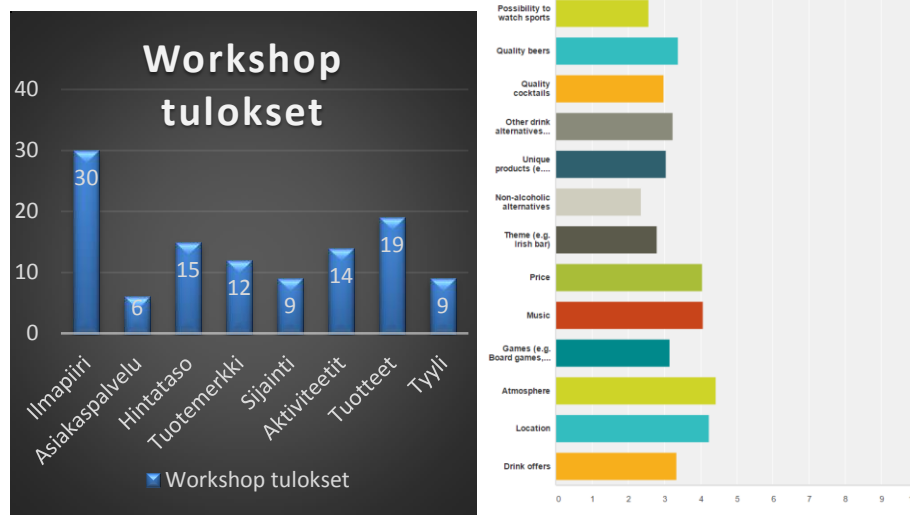 Workshop
tulokset
40
30
20
10
0
30
6
15
12
9
14
19
9
Ilmapiiri
Asiakaspalvelu
Hintataso
Tuotemerkki
Sijainti
Aktiviteetit
Tuotteet
Tyyli
Workshop tulokset
Possibility to
watch sports
Quality beers
Quality
cocktails
Other drink
alternatives...
Unique
products (e....
Non-alcoholic
alternatives
Theme (e.g.
Irish bar)
Price
Music
Games (e.g.
Board games,...
Atmosphere
Location
Drink offers
0 1 2 3 4 5 6 7 8 9